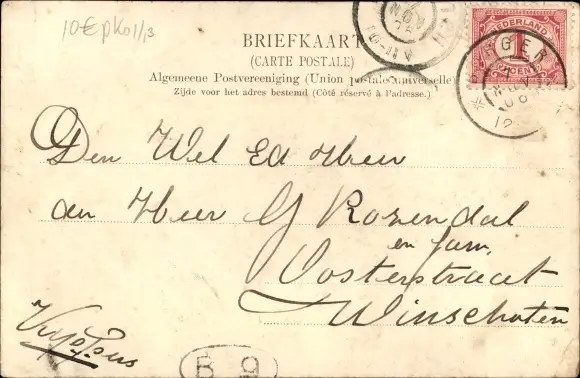 10 € pk01/13
BRIEFKAART
(CARTE POSTALE)
Algemeene Postvereeniging (Union postale universelle)
Zijde voor het adres bestemd (Côté réservé à l'adresse.)
NEDERLAND
1
CENT
Den Wel Ed Heer
den Heer G Rozendal
en fam,
Oosterstraat
Winschoten
B 9